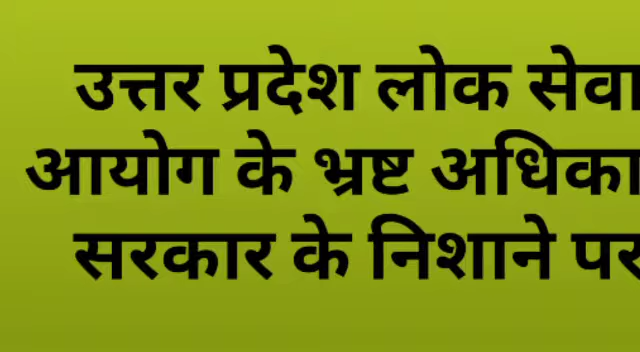 उत्तर प्रदेश लोक सेवा
आयोग के भ्रष्ट अधिका
सरकार के निशाने पर